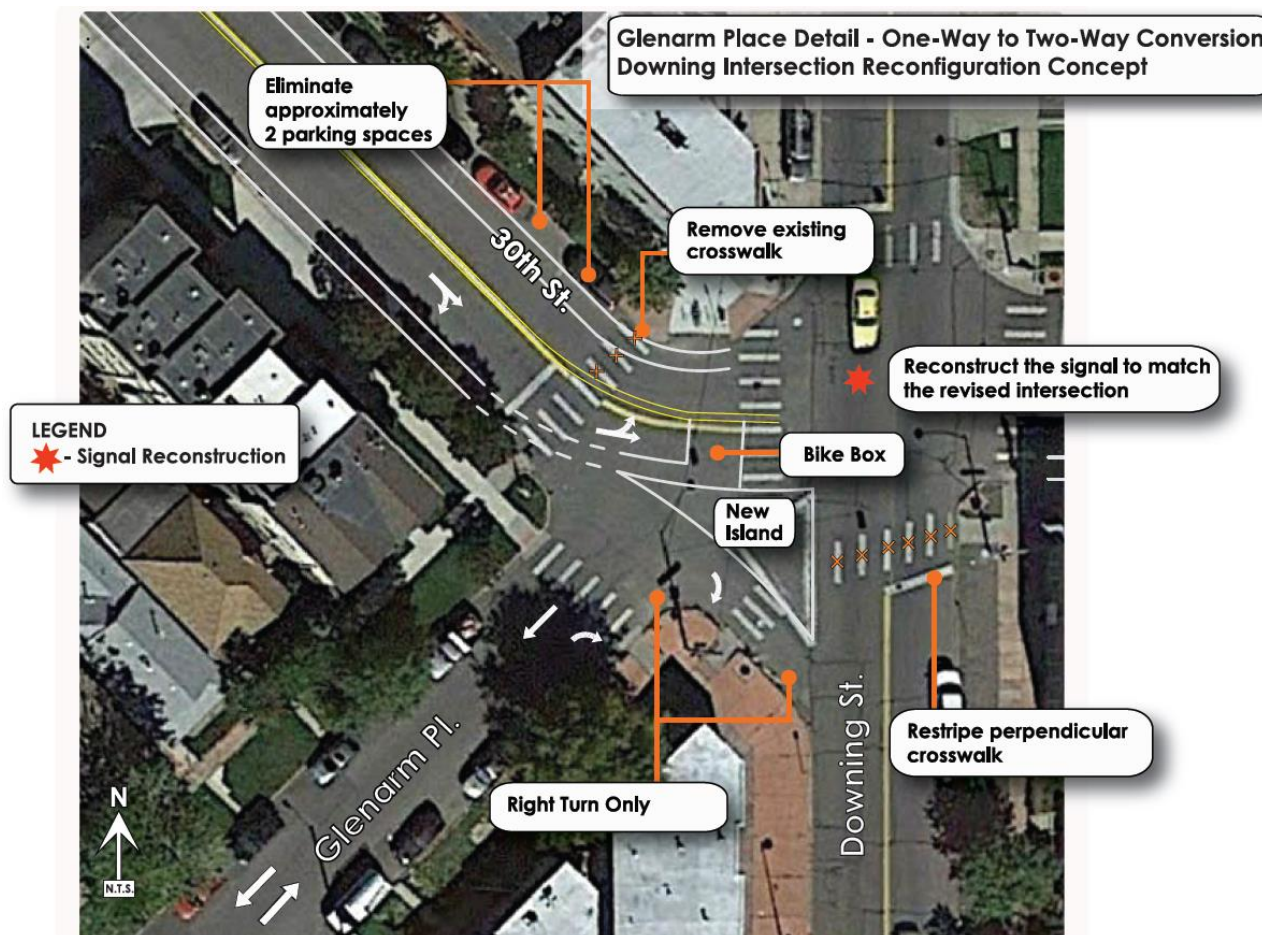 Glenarm Place Detail - One-Way to Two-Way Conversion
Downing Intersection Reconfiguration Concept
Eliminate
approximately
2 parking spaces
Remove existing
crosswalk
30th St.
Reconstruct the signal to match
the revised intersection
LEGEND
- Signal Reconstruction
Bike Box
New
Island
Restripe perpendicular
crosswalk
Right Turn Only
Glenarm Pl.
Downing St.
N
N.T.S.